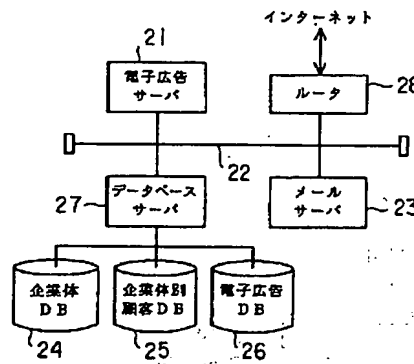 インターネット
21
電子広告
サーバ
ルータ
28
22
27
データベース
サーバ
メール
サーバ
23
企業体
DB
企業体別
顧客DB
電子広告
DB
24
25
26